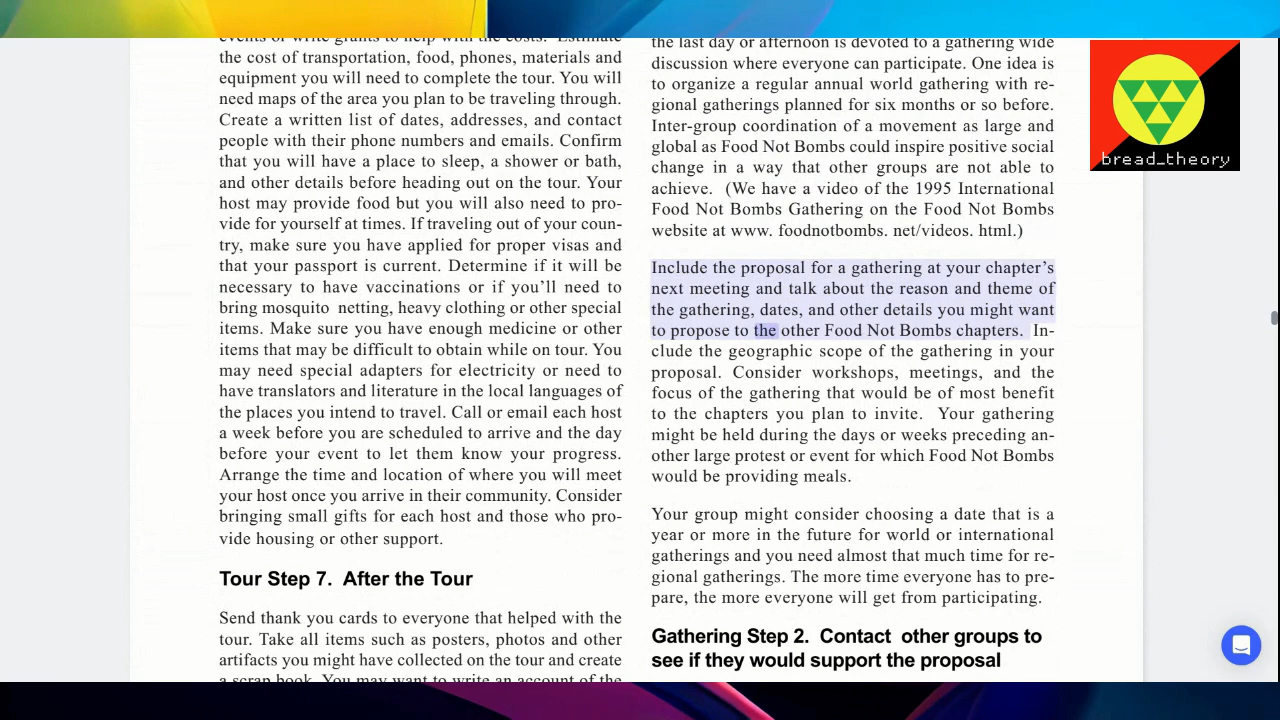 events or write grants to help with the costs.  Estimate
the cost of transportation, food, phones, materials and
equipment you will need to complete the tour. You will
need maps of the area you plan to be traveling through.
Create a written list of dates, addresses, and contact
people with their phone numbers and emails. Confirm
that you will have a place to sleep, a shower or bath,
and other details before heading out on the tour. Your
host may provide food but you will also need to pro-
vide for yourself at times. If traveling out of your coun-
try, make sure you have applied for proper visas and
that your passport is current. Determine if it will be
necessary to have vaccinations or if you'll need to
bring mosquito  netting, heavy clothing or other special
items. Make sure you have enough medicine or other
items that may be difficult to obtain while on tour. You
may need special adapters for electricity or need to
have translators and literature in the local languages of
the places you intend to travel. Call or email each host
a week before you are scheduled to arrive and the day
before your event to let them know your progress.
Arrange the time and location of where you will meet
your host once you arrive in their community. Consider
bringing small gifts for each host and those who pro-
vide housing or other support.
Tour Step 7.  After the Tour
Send thank you cards to everyone that helped with the
tour. Take all items such as posters, photos and other
artifacts you might have collected on the tour and create
a scrap book. You may want to write an account of the
the last day or afternoon is devoted to a gathering wide
discussion where everyone can participate. One idea is
to organize a regular annual world gathering with re-
gional gatherings planned for six months or so before.
Inter-group coordination of a movement as large and
global as Food Not Bombs could inspire positive social
change in a way that other groups are not able to
achieve.  (We have a video of the 1995 International
Food Not Bombs Gathering on the Food Not Bombs
website at www. foodnotbombs. net/videos. html.)
Include the proposal for a gathering at your chapter's
next meeting and talk about the reason and theme of
the gathering, dates, and other details you might want
to propose to the other Food Not Bombs chapters.  In-
clude the geographic scope of the gathering in your
proposal. Consider workshops, meetings, and the
focus of the gathering that would be of most benefit
to the chapters you plan to invite.  Your gathering
might be held during the days or weeks preceding an-
other large protest or event for which Food Not Bombs
would be providing meals.
Your group might consider choosing a date that is a
year or more in the future for world or international
gatherings and you need almost that much time for re-
gional gatherings. The more time everyone has to pre-
pare, the more everyone will get from participating.
Gathering Step 2.  Contact  other groups to
see if they would support the proposal
bread_theory